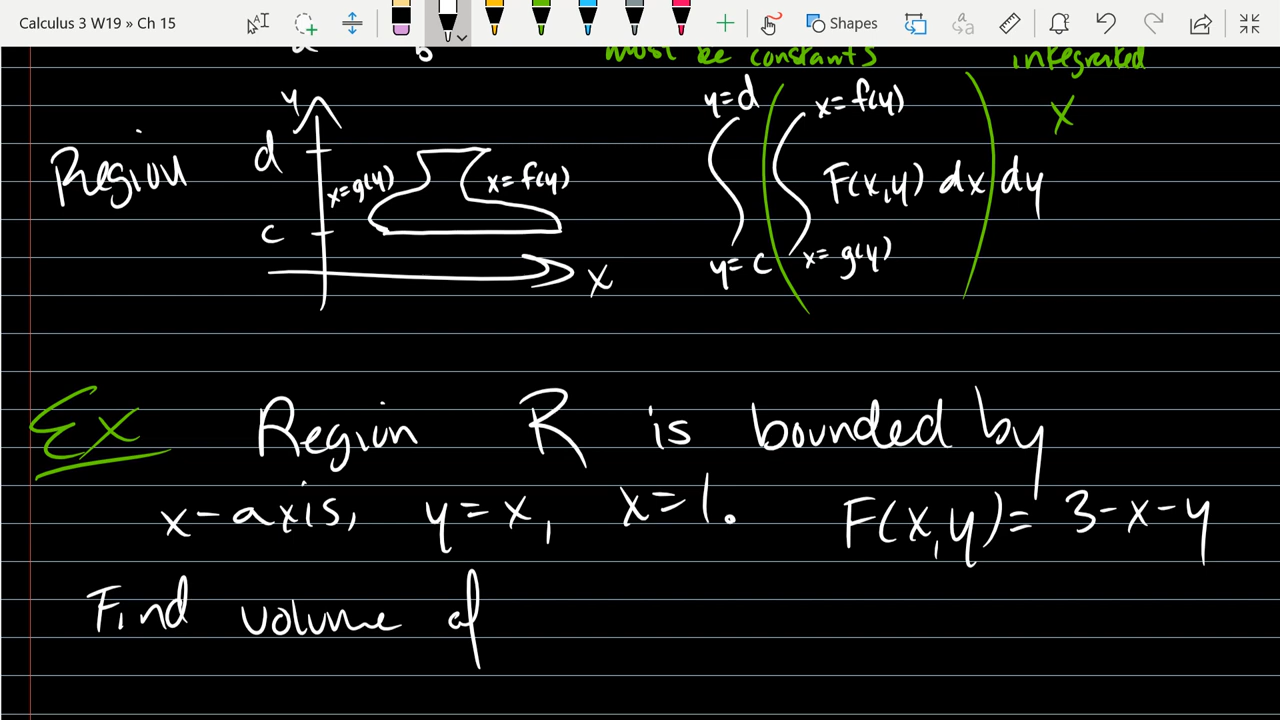 Calculus 3 W19 » Ch 15
Shapes
must be constants
integrated
b
x
y
Region
d
x=g(y)
x=f(y)
c
x
y=d
x=f(y)
F(x,y) dx dy
y=c
x=g(y)
Ex Region R is bounded by
x-axis, y=x, x=1. F(x,y)= 3-x-y
Find volume of